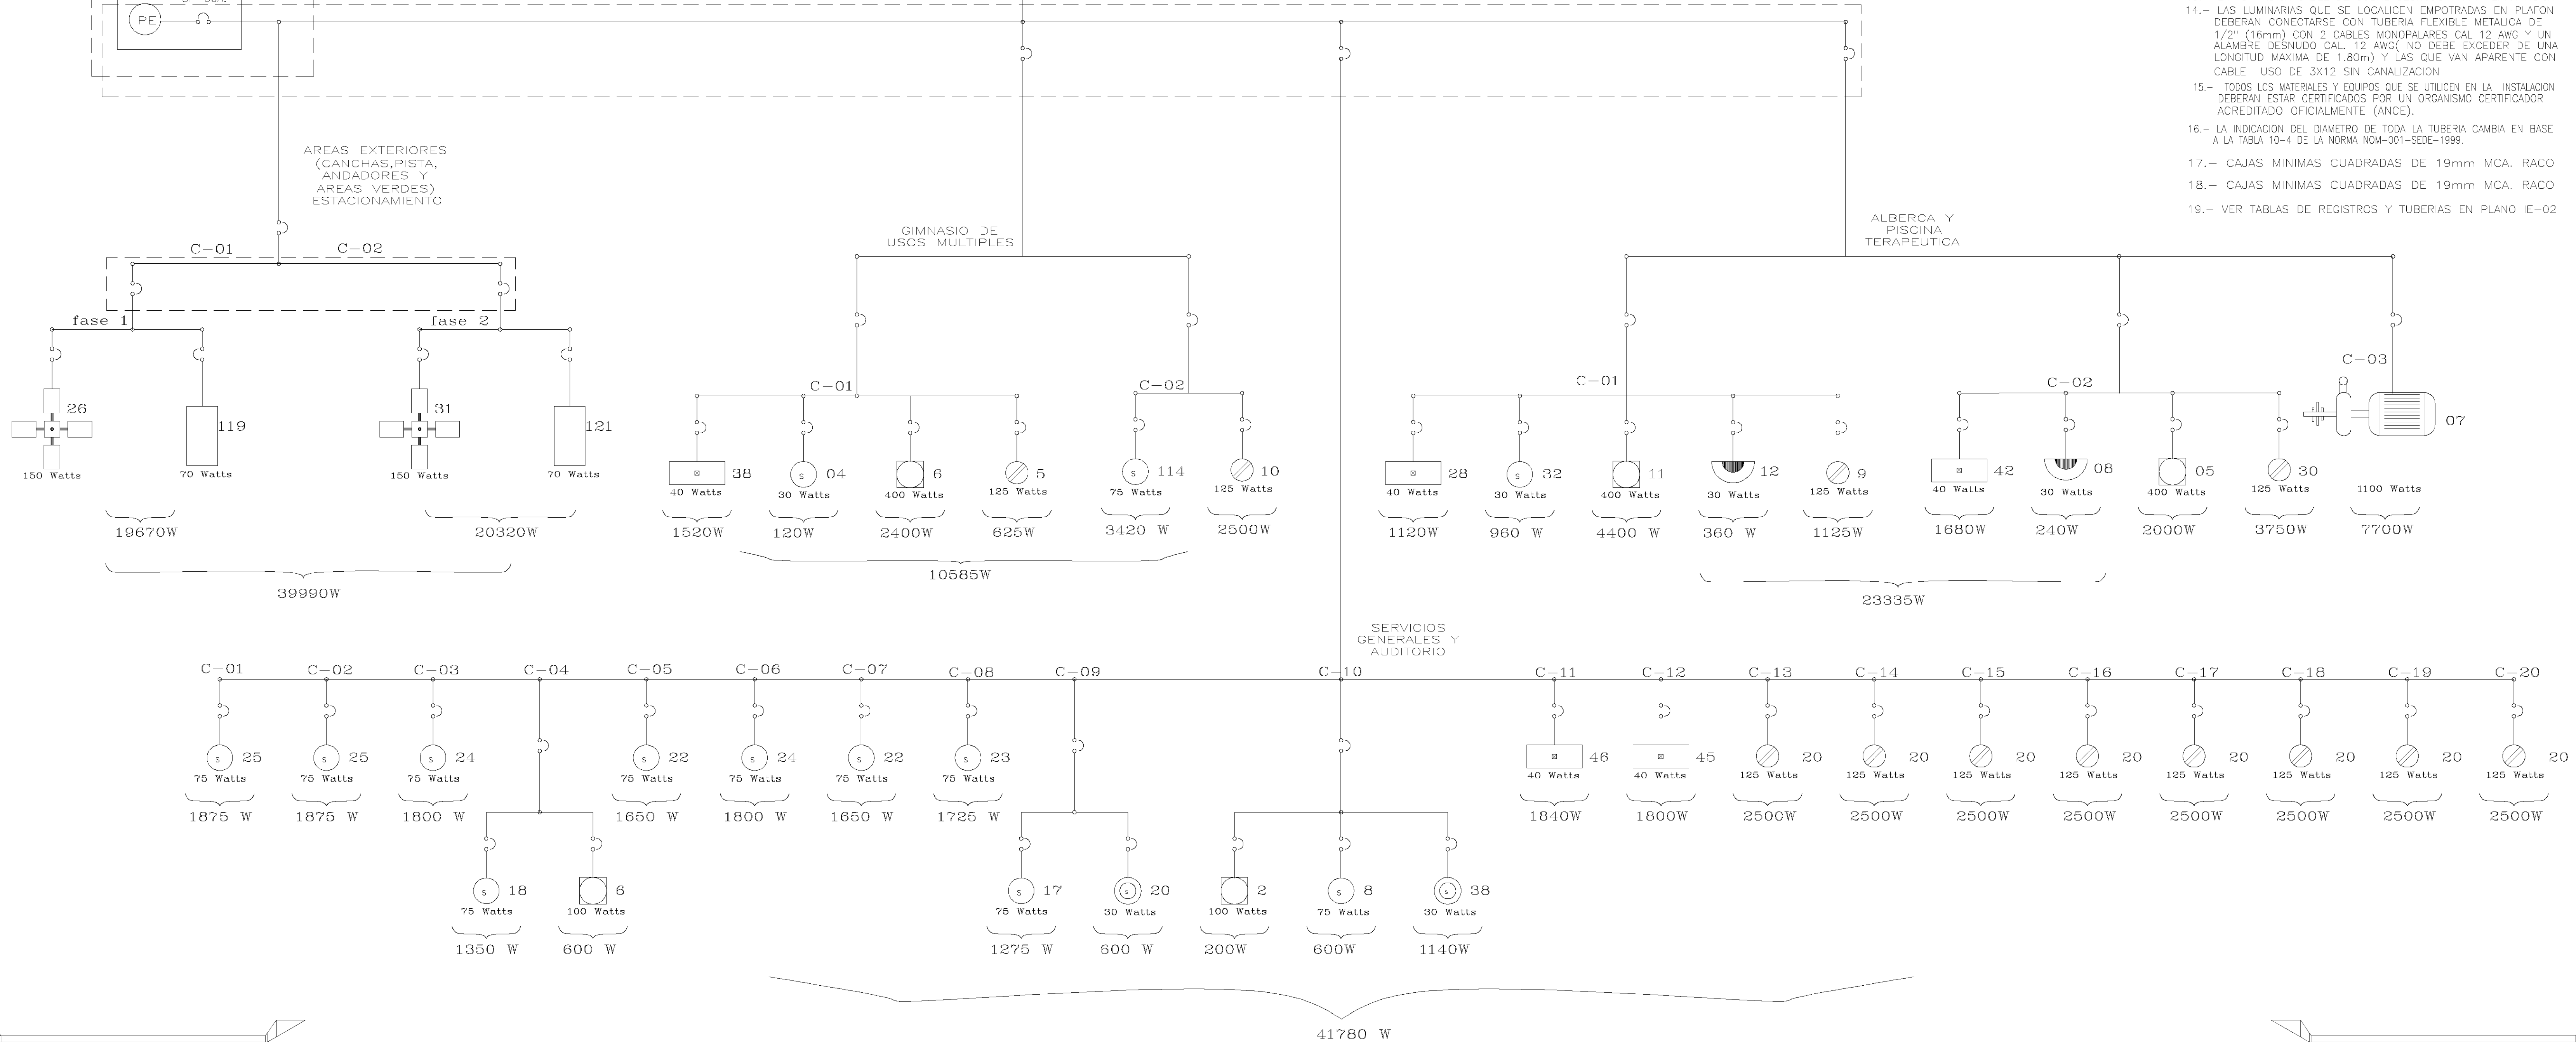 PE
14.- LAS LUMINARIAS QUE SE LOCALICEN EMPOTRADAS EN PLAFON
DEBERAN CONECTARSE CON TUBERIA FLEXIBLE METALICA DE
1/2" (16mm) CON 2 CABLES MONOPALARES CAL 12 AWG Y UN
ALAMBRE DESNUDO CAL. 12 AWG( NO DEBE EXCEDER DE UNA
LONGITUD MAXIMA DE 1.80m) Y LAS QUE VAN APARENTE CON
CABLE USO DE 3X12 SIN CANALIZACION
15.- TODOS LOS MATERIALES Y EQUIPOS QUE SE UTILICEN EN LA INSTALACION
DEBERAN ESTAR CERTIFICADOS POR UN ORGANISMO CERTIFICADOR
ACREDITADO OFICIALMENTE (ANCE).
16.- LA INDICACION DEL DIAMETRO DE TODA LA TUBERIA CAMBIA EN BASE
A LA TABLA 10-4 DE LA NORMA NOM-001-SEDE-1999.
17.- CAJAS MINIMAS CUADRADAS DE 19mm MCA. RACO
18.- CAJAS MINIMAS CUADRADAS DE 19mm MCA. RACO
19.- VER TABLAS DE REGISTROS Y TUBERIAS EN PLANO IE-02
AREAS EXTERIORES
(CANCHAS,PISTA,
ANDADORES Y
AREAS VERDES)
ESTACIONAMIENTO
C-01 C-02
fase 1 fase 2
26 119 31 121
150 Watts 70 Watts 150 Watts 70 Watts
19670W 20320W
39990W
GIMNASIO DE
USOS MULTIPLES
C-01 C-02
38 04 6 5 114 10
40 Watts 30 Watts 400 Watts 125 Watts 75 Watts 125 Watts
1520W 120W 2400W 625W 3420 W 2500W
10585W
ALBERCA Y
PISCINA
TERAPEUTICA
C-01 C-02 C-03
28 32 11 12 9 42 08 05 30 07
40 Watts 30 Watts 400 Watts 30 Watts 125 Watts 40 Watts 30 Watts 400 Watts 125 Watts 1100 Watts
1120W 960 W 4400 W 360 W 1125W 1680W 240W 2000W 3750W 7700W
23335W
SERVICIOS
GENERALES Y
AUDITORIO
C-01 C-02 C-03 C-04 C-05 C-06 C-07 C-08 C-09 C-10 C-11 C-12 C-13 C-14 C-15 C-16 C-17 C-18 C-19 C-20
S 25 S 25 S 24 S 22 S 24 S 22 S 23 46 45 20 20 20 20 20 20 20 20
75 Watts 75 Watts 75 Watts 75 Watts 75 Watts 75 Watts 75 Watts 40 Watts 40 Watts 125 Watts 125 Watts 125 Watts 125 Watts 125 Watts 125 Watts 125 Watts 125 Watts
1875 W 1875 W 1800 W 1650 W 1800 W 1650 W 1725 W 1840W 1800W 2500W 2500W 2500W 2500W 2500W 2500W 2500W 2500W
S 18 6 S 17 S 20 2 S 8 S 38
75 Watts 100 Watts 75 Watts 30 Watts 100 Watts 75 Watts 30 Watts
1350 W 600 W 1275 W 600 W 200W 600W 1140W
41780 W